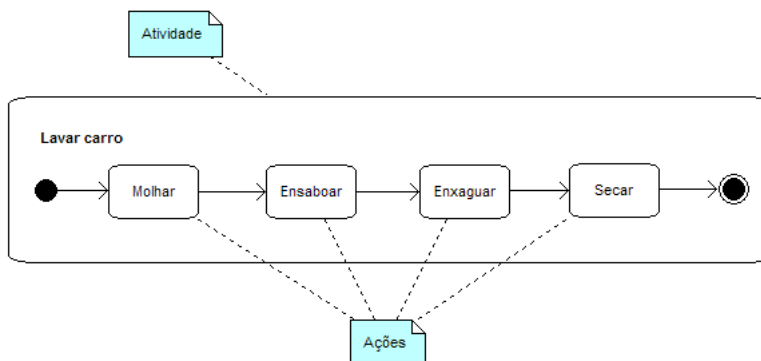 Atividade
Lavar carro
Molhar
Ensaboar
Enxaguar
Secar
Ações